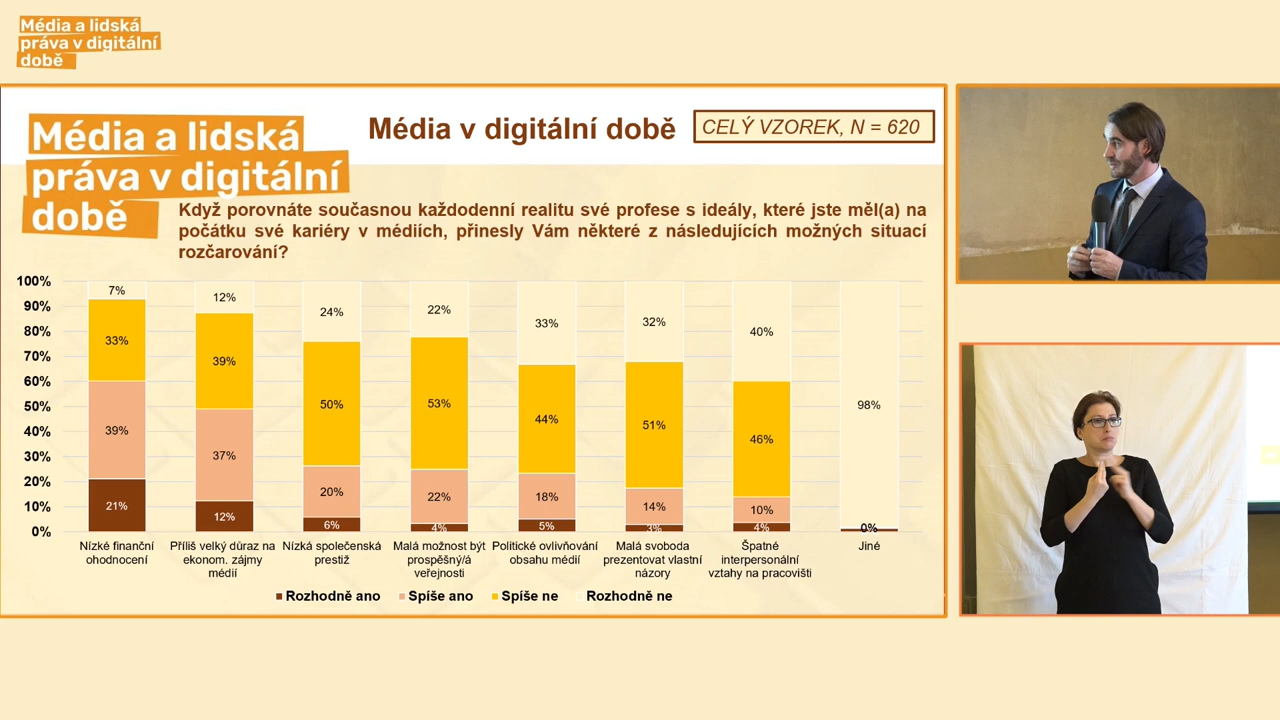 Média a lidská
práva v digitální
době
Média a lidská
práva v digitální
době
Média v digitální době
CELÝ VZOREK, N = 620
Když porovnáte současnou každodenní realitu své profese s ideály, které jste měl(a) na
počátku své kariéry v médiích, přinesly Vám některé z následujících možných situací
rozčarování?
100%
90%
80%
70%
60%
50%
40%
30%
20%
10%
0%
7%
33%
39%
21%
12%
39%
37%
12%
24%
50%
20%
6%
22%
53%
22%
4%
33%
44%
18%
5%
32%
51%
14%
3%
40%
46%
10%
4%
98%
0%
Nízké finanční
ohodnocení
Příliš velký důraz na
ekonom. zájmy
médií
Nízká společenská
prestiž
Malá možnost být
prospěšný/á
veřejnosti
Politické ovlivňování
obsahu médií
Malá svoboda
prezentovat vlastní
názory
Špatné
interpersonální
vztahy na pracovišti
Jiné
Rozhodně ano Spíše ano Spíše ne Rozhodně ne